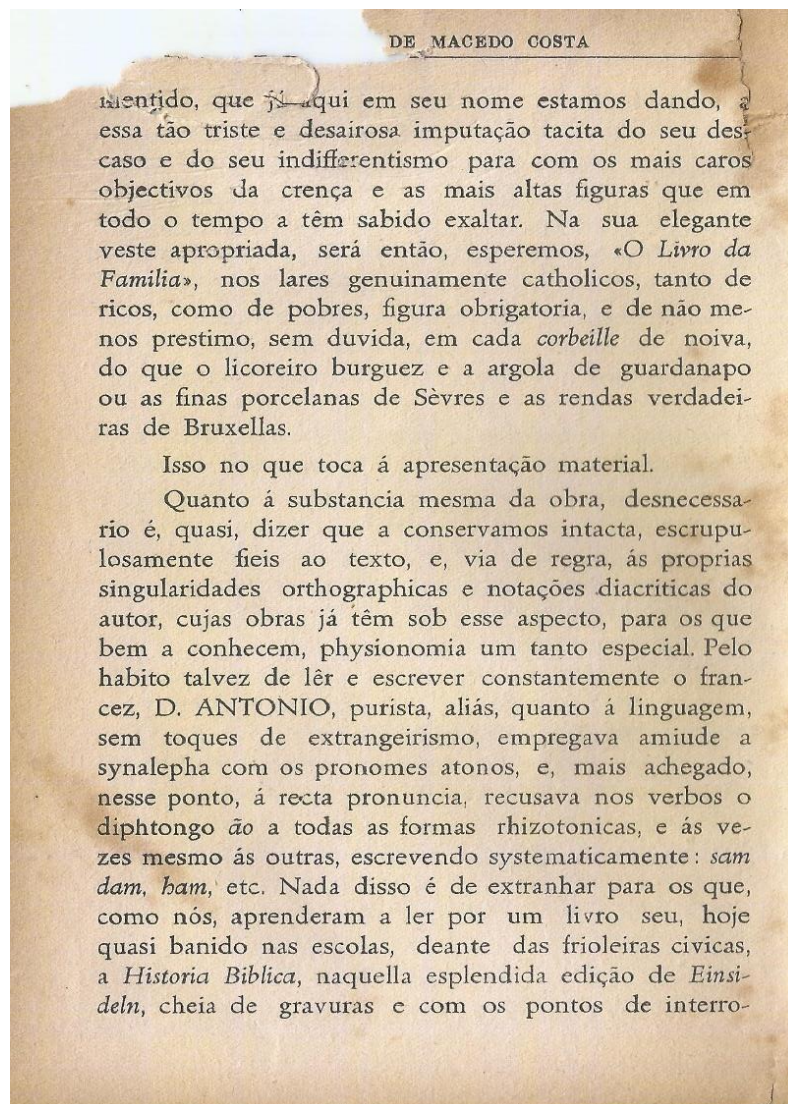 DE MACEDO COSTA
mentido, que já aqui em seu nome estamos dando, a
essa tão triste e desairosa imputação tacita do seu des-
caso e do seu indifferentismo para com os mais caros
objectivos da crença e as mais altas figuras que em
todo o tempo a têm sabido exaltar. Na sua elegante
veste apropriada, será então, esperemos, «O Livro da
Familia», nos lares genuinamente catholicos, tanto de
ricos, como de pobres, figura obrigatoria, e de não me-
nos prestimo, sem duvida, em cada corbeille de noiva,
do que o licoreiro burguez e a argola de guardanapo
ou as finas porcelanas de Sèvres e as rendas verdadei-
ras de Bruxellas.
Isso no que toca á apresentação material.
Quanto á substancia mesma da obra, desnecessa-
rio é, quasi, dizer que a conservamos intacta, escrupu-
losamente fieis ao texto, e, via de regra, ás proprias
singularidades orthographicas e notações diacriticas do
autor, cujas obras já têm sob esse aspecto, para os que
bem a conhecem, physionomia um tanto especial. Pelo
habito talvez de lêr e escrever constantemente o fran-
cez, D. ANTONIO, purista, aliás, quanto á linguagem,
sem toques de extrangeirismo, empregava amiude a
synalepha com os pronomes atonos, e, mais achegado,
nesse ponto, á recta pronuncia, recusava nos verbos o
diphtongo ão a todas as formas rhizotonicas, e ás ve-
zes mesmo ás outras, escrevendo systematicamente: sam
dam, ham, etc. Nada disso é de extranhar para os que,
como nós, aprenderam a ler por um livro seu, hoje
quasi banido nas escolas, deante das frioleiras civicas,
a Historia Biblica, naquella esplendida edição de Einsi-
deln, cheia de gravuras e com os pontos de interro-